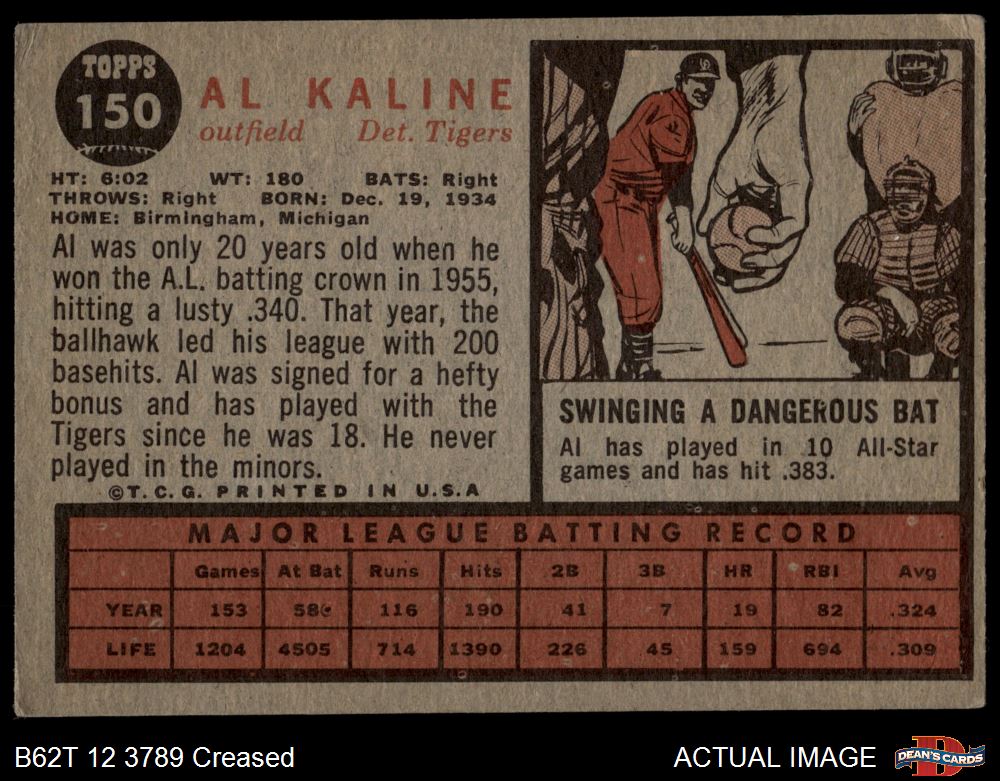 TOPPS
150
AL KALINE
outfield Det. Tigers
HT: 6:02 WT: 180 BATS: Right
THROWS: Right BORN: Dec. 19, 1934
HOME: Birmingham, Michigan
Al was only 20 years old when he
won the A.L. batting crown in 1955,
hitting a lusty .340. That year, the
ballhawk led his league with 200
basehits. Al was signed for a hefty
bonus and has played with the
Tigers since he was 18. He never
played in the minors.
©T.C.G. PRINTED IN U.S.A
SWINGING A DANGEROUS BAT
Al has played in 10 All-Star
games and has hit .383.
MAJOR LEAGUE BATTING RECORD
Games At Bat Runs Hits 2B 3B HR RBI Avg
YEAR 153 586 116 190 41 7 19 82 .324
LIFE 1204 4505 714 1390 226 45 159 694 .309
B62T 12 3789 Creased
ACTUAL IMAGE
DEAN'S CARDS